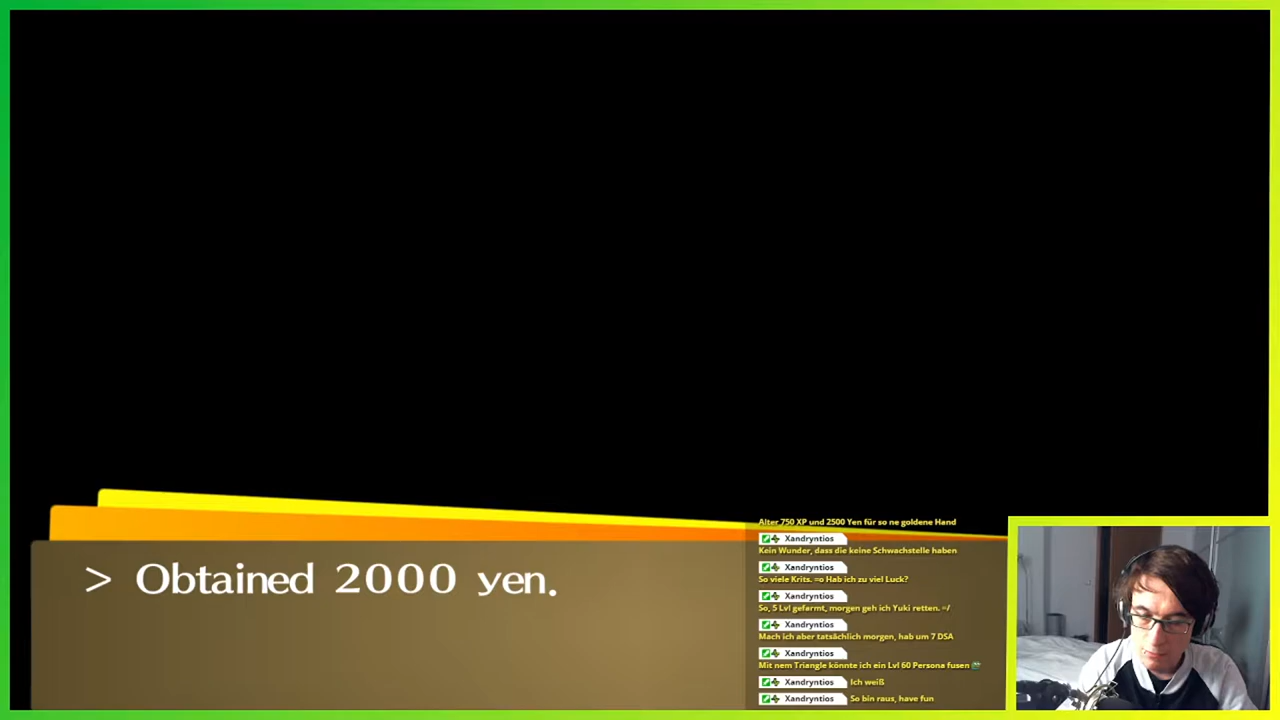 > Obtained 2000 yen.
Alter 750 XP und 2500 Yen für so ne goldene Hand
Xandryntios
Kein Wunder, dass die keine Schwachstelle haben
Xandryntios
So viele Krits. =o Hab ich zu viel Luck?
Xandryntios
So, 5 Lvl gefarmt, morgen geh ich Yuki retten. =/
Xandryntios
Mach ich aber tatsächlich morgen, hab um 7 DSA
Xandryntios
Mit nem Triangle könnte ich ein Lvl 60 Persona fusen
Xandryntios Ich weiß
Xandryntios So bin raus, have fun